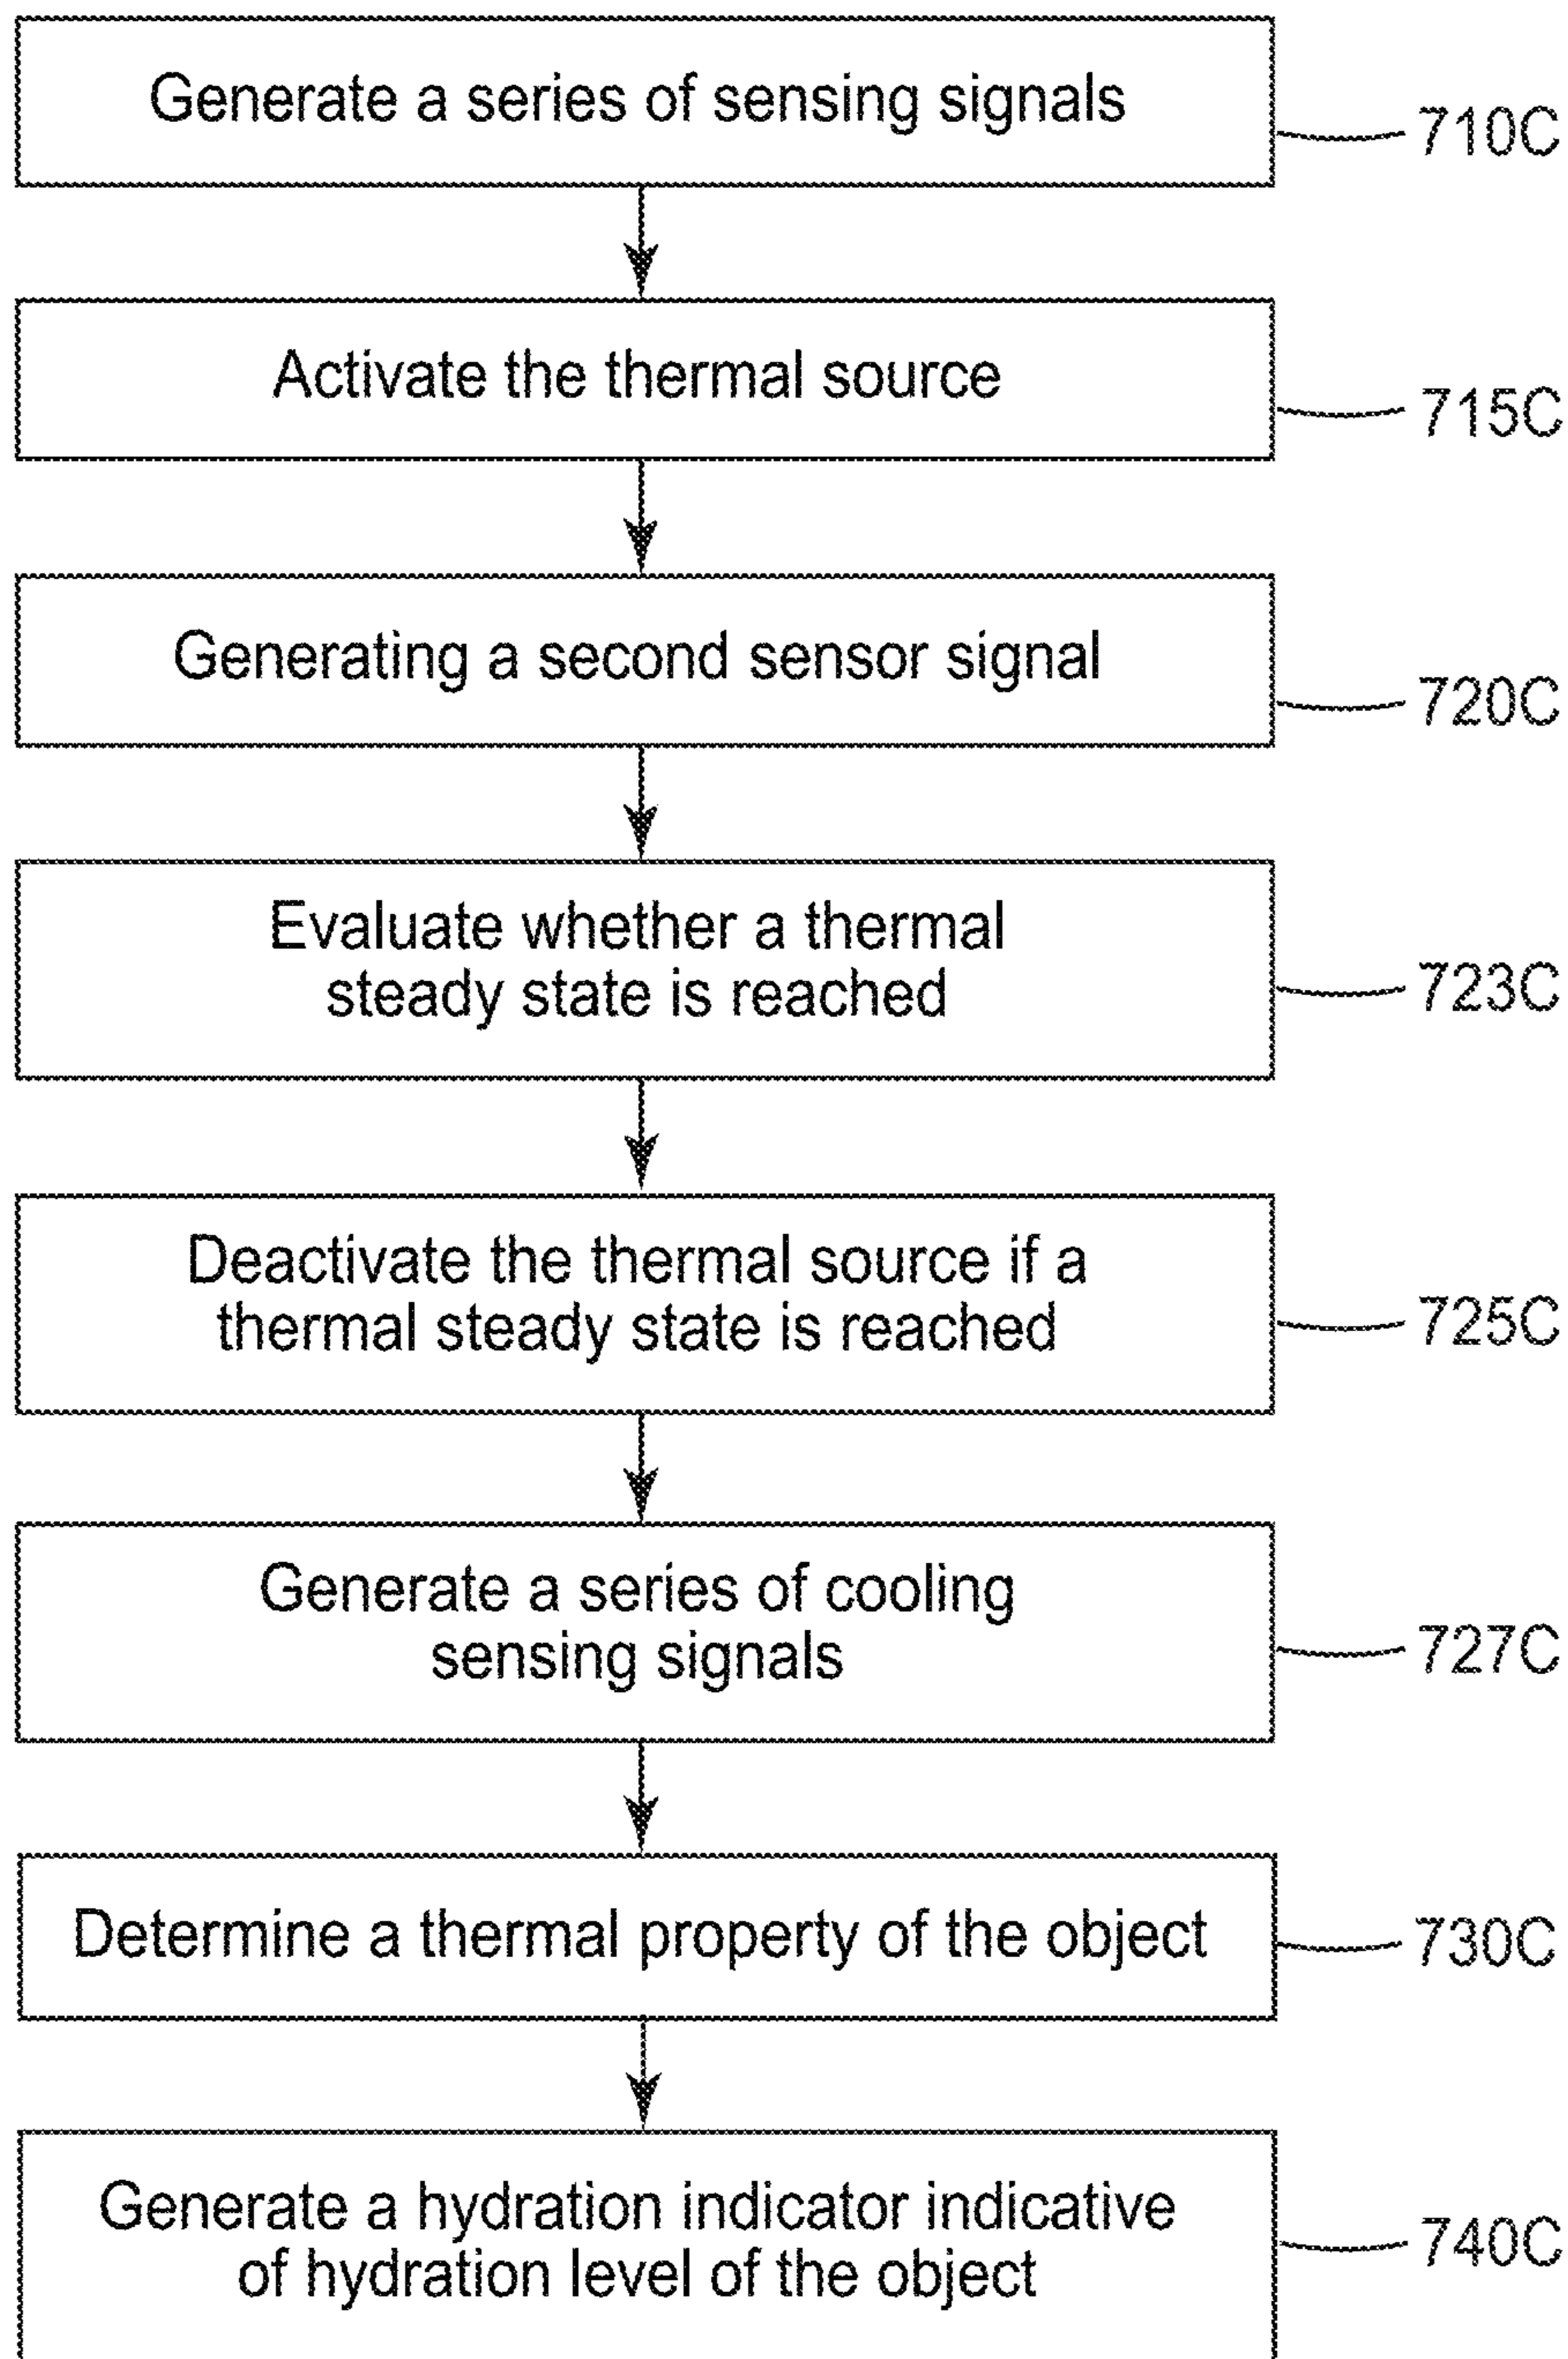 Generate a series of sensing signals
710C
Activate the thermal source
715C
Generating a second sensor signal
720C
Evaluate whether a thermal
steady state is reached
723C
Deactivate the thermal source if a
thermal steady state is reached
725C
Generate a series of cooling
sensing signals
727C
Determine a thermal property of the object
730C
Generate a hydration indicator indicative
of hydration level of the object
740C